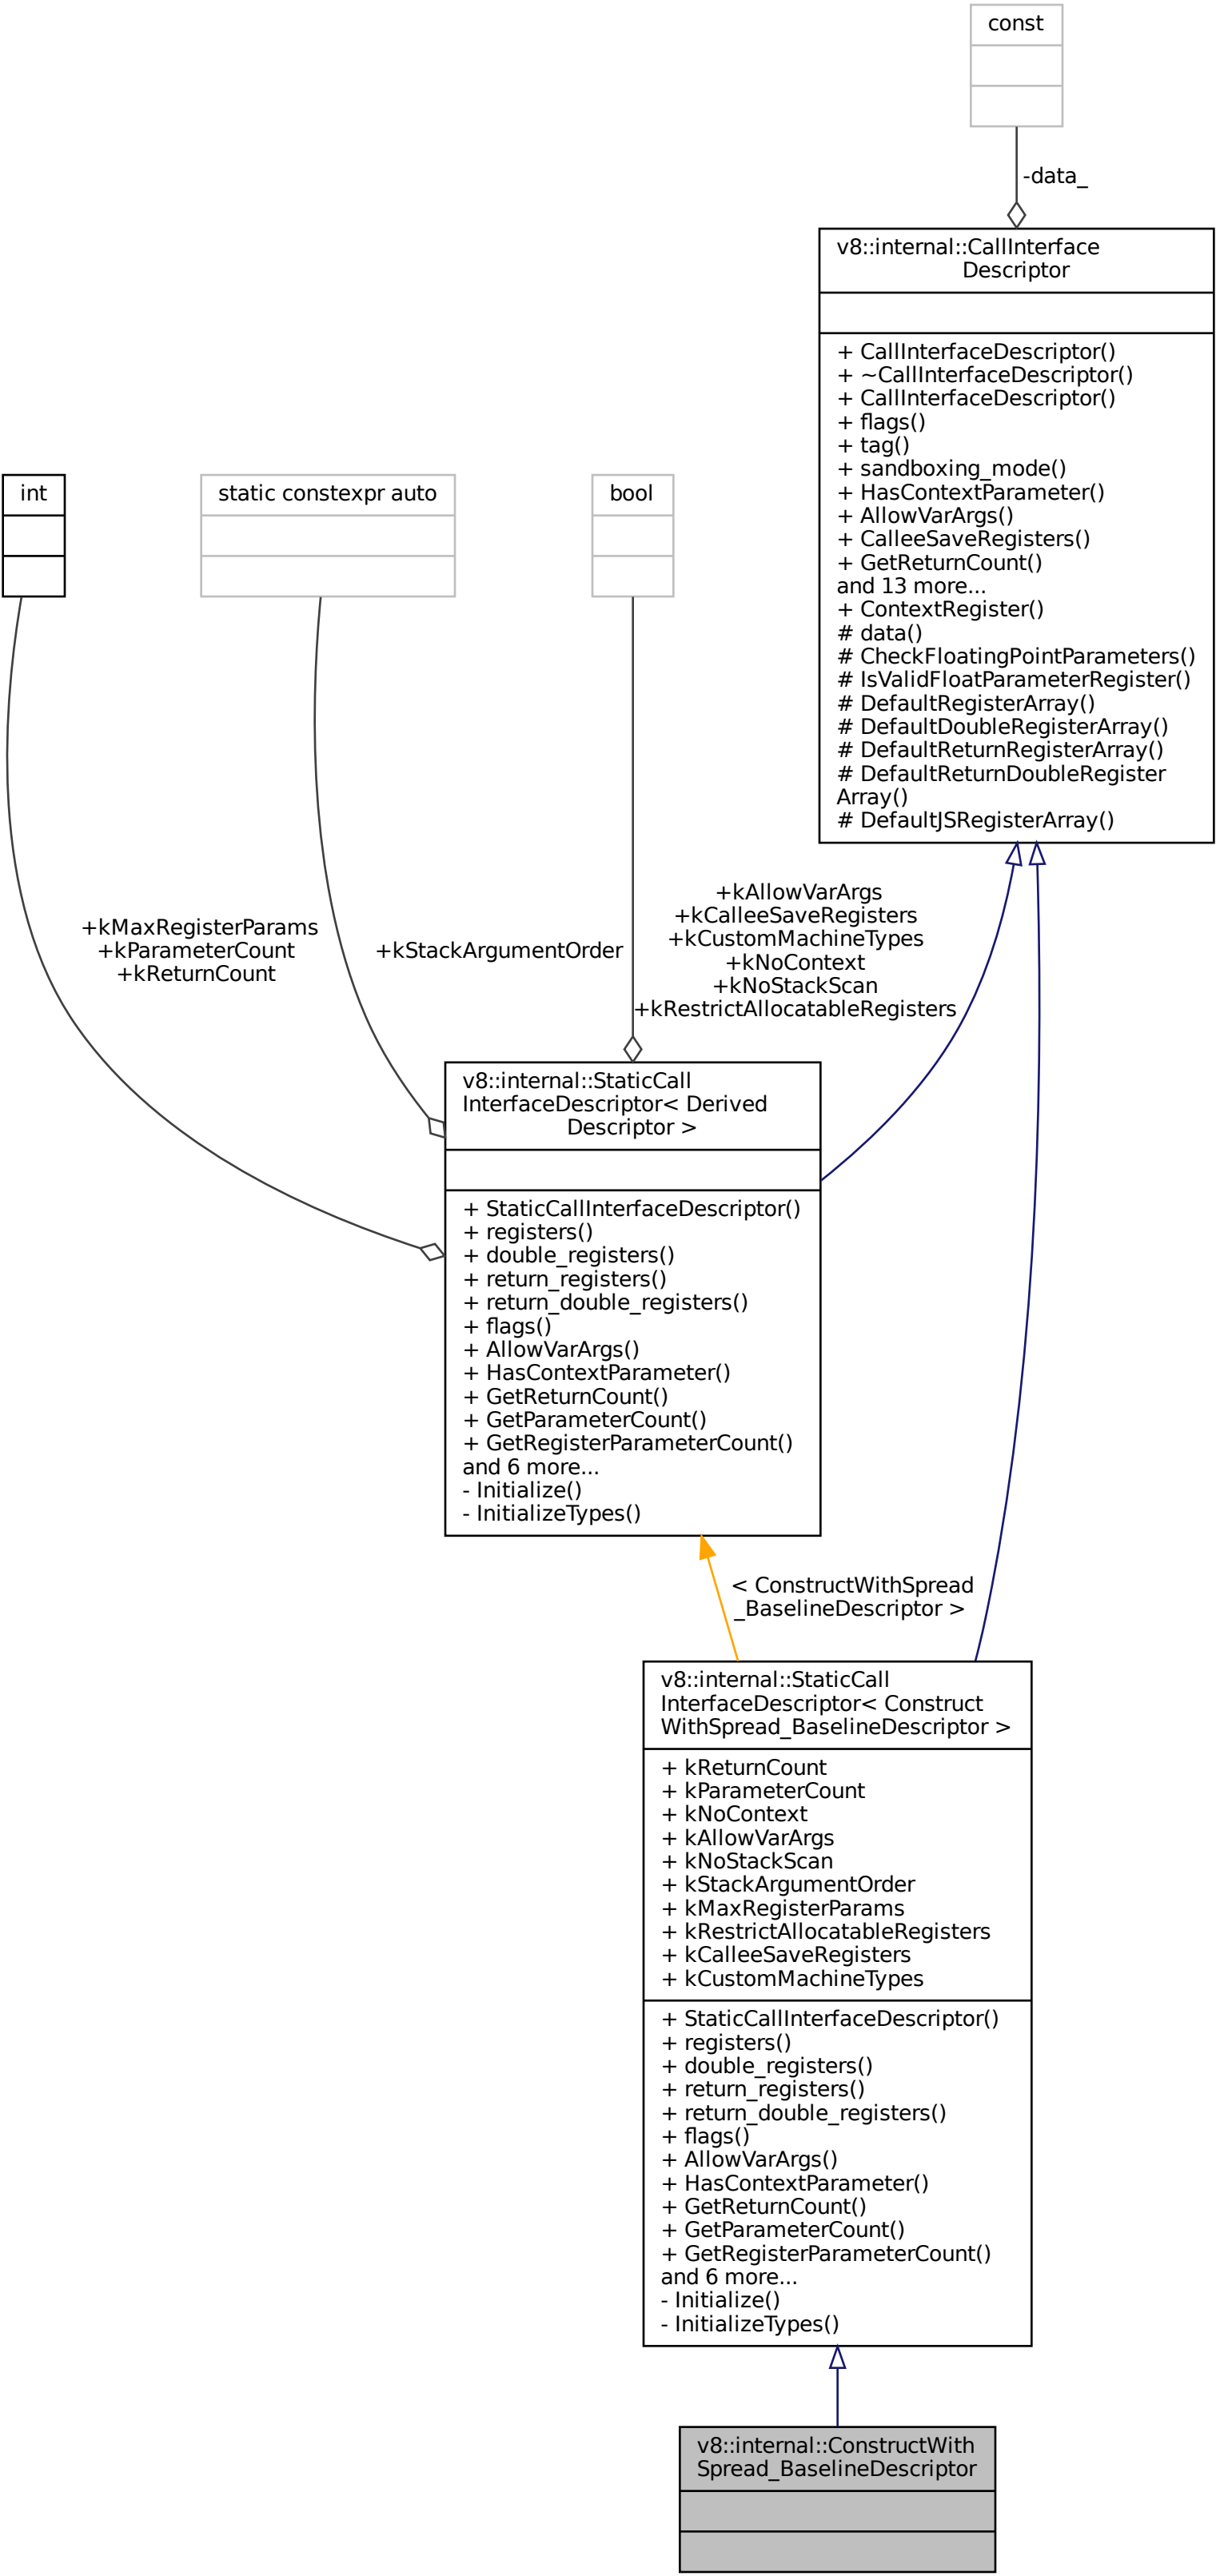 const
-data_
v8::internal::CallInterface
Descriptor
+ CallInterfaceDescriptor()
+ ~CallInterfaceDescriptor()
+ CallInterfaceDescriptor()
+ flags()
+ tag()
+ sandboxing_mode()
+ HasContextParameter()
+ AllowVarArgs()
+ CalleeSaveRegisters()
+ GetReturnCount()
and 13 more...
+ ContextRegister()
# data()
# CheckFloatingPointParameters()
# IsValidFloatParameterRegister()
# DefaultRegisterArray()
# DefaultDoubleRegisterArray()
# DefaultReturnRegisterArray()
# DefaultReturnDoubleRegister
Array()
# DefaultJSRegisterArray()
int
static constexpr auto
bool
+kMaxRegisterParams
+kParameterCount
+kReturnCount
+kStackArgumentOrder
+kAllowVarArgs
+kCalleeSaveRegisters
+kCustomMachineTypes
+kNoContext
+kNoStackScan
+kRestrictAllocatableRegisters
v8::internal::StaticCall
InterfaceDescriptor< Derived
Descriptor >
+ StaticCallInterfaceDescriptor()
+ registers()
+ double_registers()
+ return_registers()
+ return_double_registers()
+ flags()
+ AllowVarArgs()
+ HasContextParameter()
+ GetReturnCount()
+ GetParameterCount()
+ GetRegisterParameterCount()
and 6 more...
- Initialize()
- InitializeTypes()
< ConstructWithSpread
_BaselineDescriptor >
v8::internal::StaticCall
InterfaceDescriptor< Construct
WithSpread_BaselineDescriptor >
+ kReturnCount
+ kParameterCount
+ kNoContext
+ kAllowVarArgs
+ kNoStackScan
+ kStackArgumentOrder
+ kMaxRegisterParams
+ kRestrictAllocatableRegisters
+ kCalleeSaveRegisters
+ kCustomMachineTypes
+ StaticCallInterfaceDescriptor()
+ registers()
+ double_registers()
+ return_registers()
+ return_double_registers()
+ flags()
+ AllowVarArgs()
+ HasContextParameter()
+ GetReturnCount()
+ GetParameterCount()
+ GetRegisterParameterCount()
and 6 more...
- Initialize()
- InitializeTypes()
v8::internal::ConstructWith
Spread_BaselineDescriptor